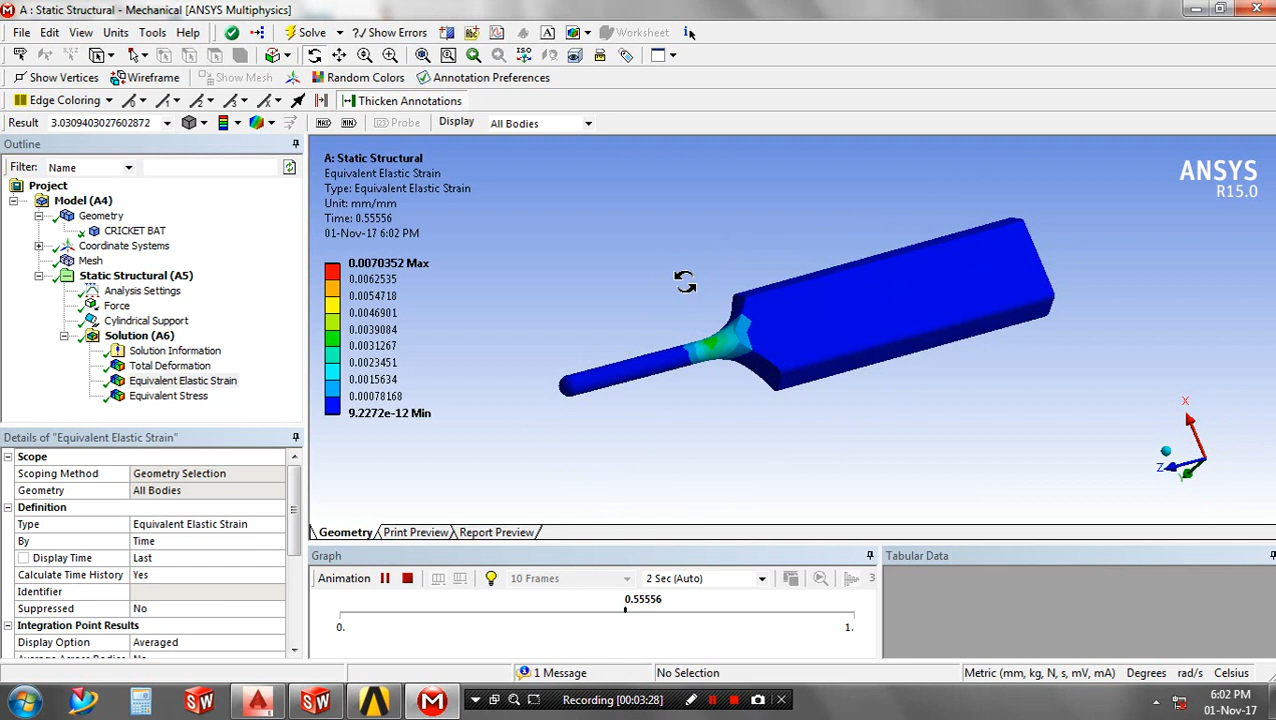 A : Static Structural - Mechanical [ANSYS Multiphysics]
File Edit View Units Tools Help Solve ?/ Show Errors Worksheet
Show Vertices Wireframe Show Mesh Random Colors Annotation Preferences
Edge Coloring Thicken Annotations
Result 3.0309403027602872 MAX MIN Probe Display All Bodies
Outline
Filter: Name
Project
Model (A4)
Geometry
CRICKET BAT
Coordinate Systems
Mesh
Static Structural (A5)
Analysis Settings
Force
Cylindrical Support
Solution (A6)
Solution Information
Total Deformation
Equivalent Elastic Strain
Equivalent Stress
Details of "Equivalent Elastic Strain"
Scope
Scoping Method Geometry Selection
Geometry All Bodies
Definition
Type Equivalent Elastic Strain
By Time
Display Time Last
Calculate Time History Yes
Identifier
Suppressed No
Integration Point Results
Display Option Averaged
A: Static Structural
Equivalent Elastic Strain
Type: Equivalent Elastic Strain
Unit: mm/mm
Time: 0.55556
01-Nov-17 6:02 PM
0.0070352 Max
0.0062535
0.0054718
0.0046901
0.0039084
0.0031267
0.0023451
0.0015634
0.00078168
9.2272e-12 Min
ANSYS
R15.0
X
Z
Y
Geometry Print Preview Report Preview
Graph
Animation 10 Frames 2 Sec (Auto) 3
0.55556
0. 1.
Tabular Data
1 Message No Selection Metric (mm, kg, N, s, mV, mA) Degrees rad/s Celsius
Recording [00:03:28]
6:02 PM
01-Nov-17